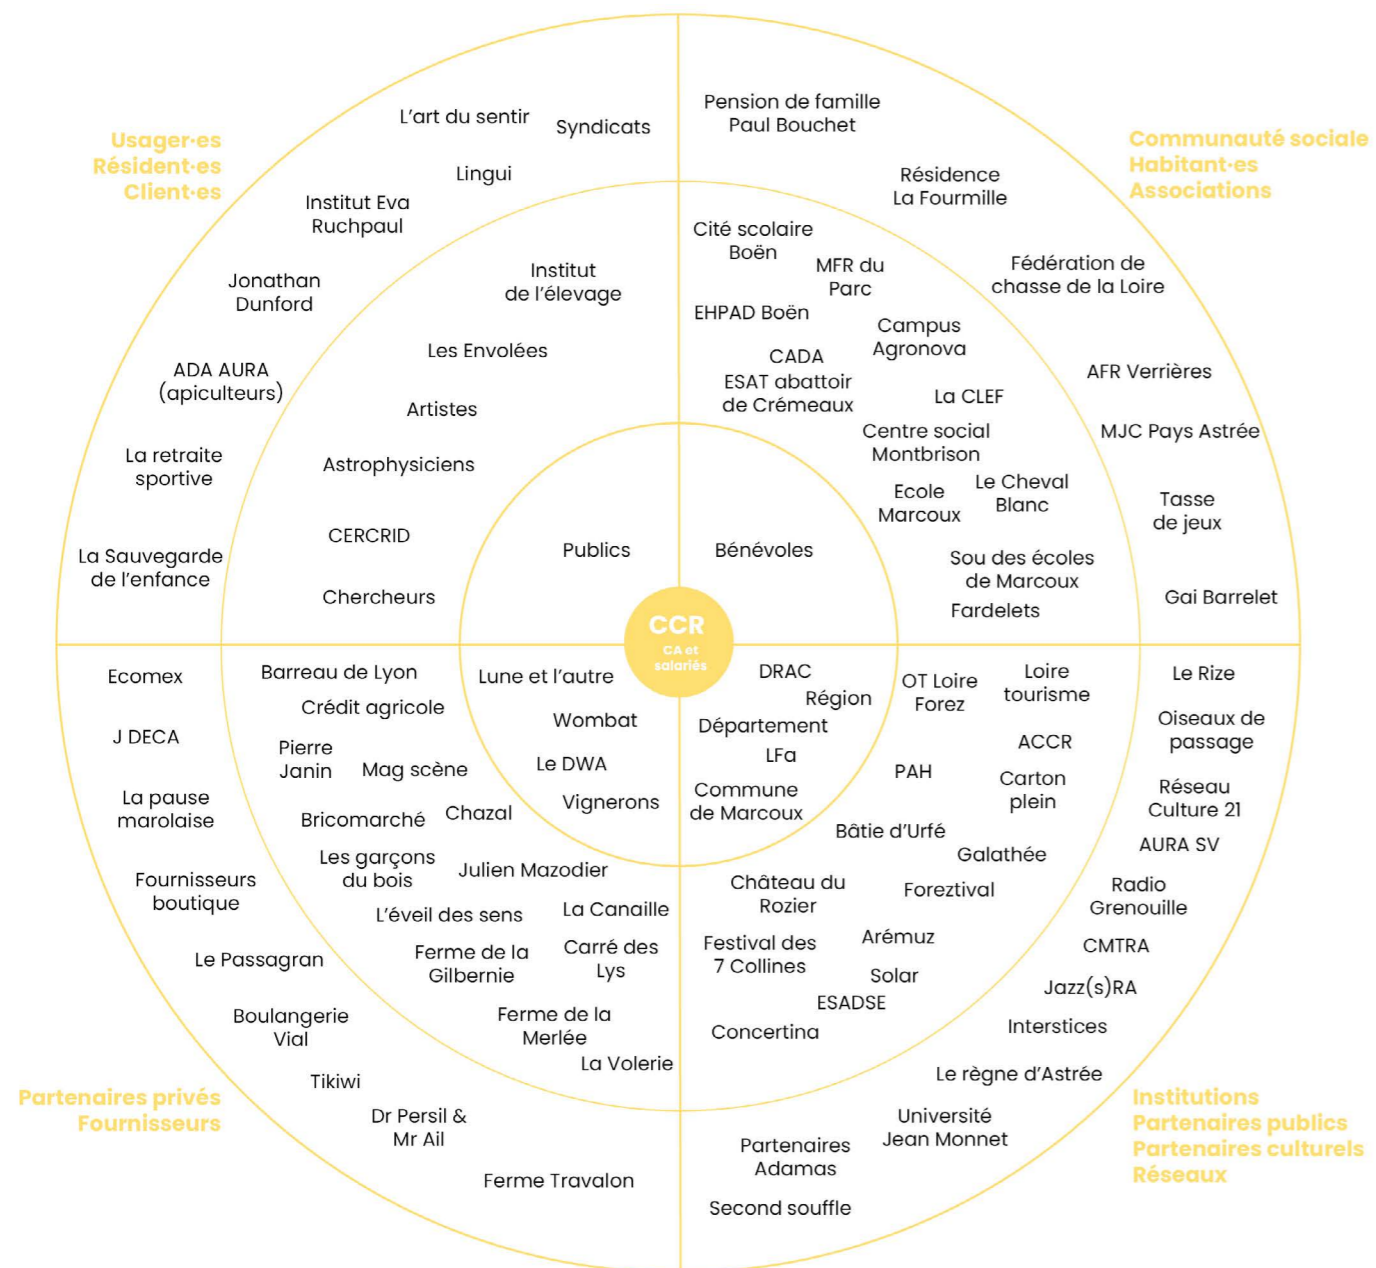 Usager·es
Résident·es
Client·es
L'art du sentir
Syndicats
Lingui
Institut Eva
Ruchpaul
Jonathan
Dunford
ADA AURA
(apiculteurs)
La retraite
sportive
La Sauvegarde
de l'enfance
Institut
de l'élevage
Les Envolées
Artistes
Astrophysiciens
CERCRID
Chercheurs
Publics
Communauté sociale
Habitant·es
Associations
Pension de famille
Paul Bouchet
Résidence
La Fourmille
Fédération de
chasse de la Loire
AFR Verrières
MJC Pays Astrée
Tasse
de jeux
Gai Barrelet
Cité scolaire
Boën
MFR du
Parc
EHPAD Boën
Campus
Agronova
CADA
ESAT abattoir
de Crémeaux
La CLEF
Centre social
Montbrison
Ecole
Marcoux
Le Cheval
Blanc
Sou des écoles
de Marcoux
Fardelets
Bénévoles
CCR
CA et
salariés
Lune et l'autre
Wombat
Le DWA
Vignerons
Barreau de Lyon
Crédit agricole
Pierre
Janin
Mag scène
Bricomarché
Chazal
Les garçons
du bois
Julien Mazodier
L'éveil des sens
La Canaille
Ferme de la
Gilbernie
Carré des
Lys
Ferme de la
Merlée
La Volerie
Ecomex
J DECA
La pause
marolaise
Fournisseurs
boutique
Le Passagran
Boulangerie
Vial
Tikiwi
Dr Persil &
Mr Ail
Ferme Travalon
Partenaires privés
Fournisseurs
DRAC
Région
Département
LFa
Commune
de Marcoux
OT Loire
Forez
Loire
tourisme
ACCR
PAH
Carton
plein
Bâtie d'Urfé
Galathée
Château du
Rozier
Foreztival
Festival des
7 Collines
Arémuz
Solar
ESADSE
Concertina
Le Rize
Oiseaux de
passage
Réseau
Culture 21
AURA SV
Radio
Grenouille
CMTRA
Jazz(s)RA
Interstices
Le règne d'Astrée
Université
Jean Monnet
Partenaires
Adamas
Second souffle
Institutions
Partenaires publics
Partenaires culturels
Réseaux